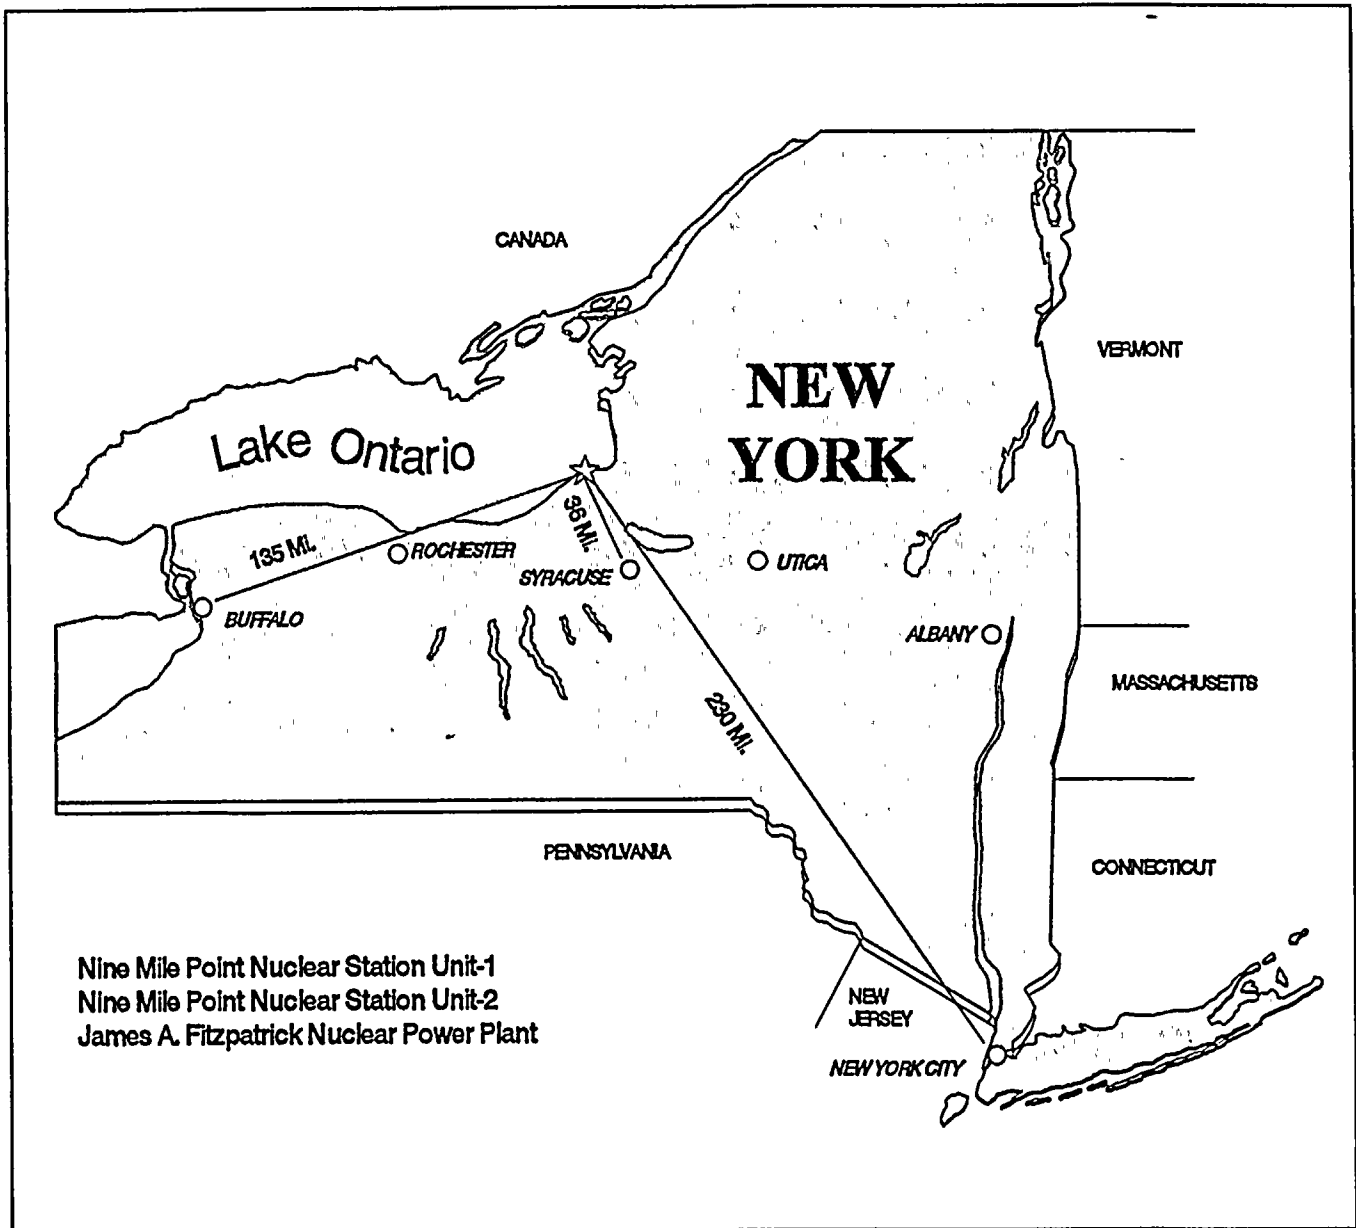 CANADA
VERMONT
NEW
YORK
Lake Ontario
36 Mi.
135 Mi.
ROCHESTER
SYRACUSE
UTICA
BUFFALO
ALBANY
MASSACHUSETTS
230 Mi.
PENNSYLVANIA
CONNECTICUT
Nine Mile Point Nuclear Station Unit-1
Nine Mile Point Nuclear Station Unit-2
James A. Fitzpatrick Nuclear Power Plant
NEW
JERSEY
NEW YORK CITY